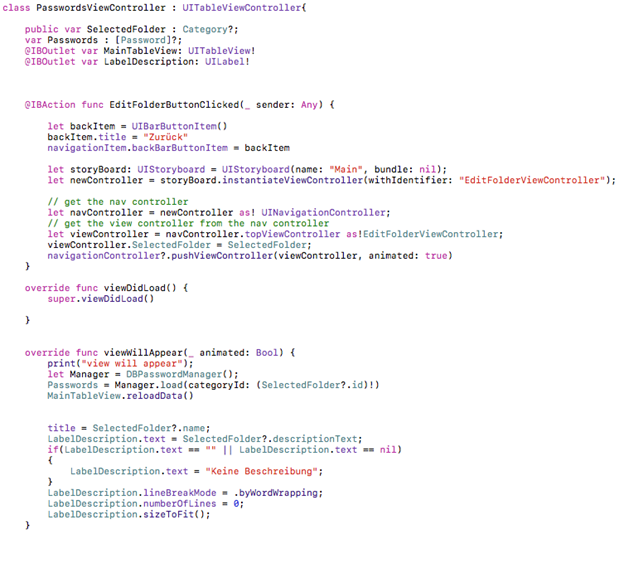 class PasswordsViewController : UITableViewController{
public var SelectedFolder : Category?;
var Passwords : [Password]?;
@IBOutlet var MainTableView: UITableView!
@IBOutlet var LabelDescription: UILabel!
@IBAction func EditFolderButtonClicked(_ sender: Any) {
let backItem = UIBarButtonItem()
backItem.title = "Zurück"
navigationItem.backBarButtonItem = backItem
let storyBoard: UIStoryboard = UIStoryboard(name: "Main", bundle: nil);
let newController = storyBoard.instantiateViewController(withIdentifier: "EditFolderViewController");
// get the nav controller
let navController = newController as! UINavigationController;
// get the view controller from the nav controller
let viewController = navController.topViewController as!EditFolderViewController;
viewController.SelectedFolder = SelectedFolder;
navigationController?.pushViewController(viewController, animated: true)
}
override func viewDidLoad() {
super.viewDidLoad()
}
override func viewWillAppear(_ animated: Bool) {
print("view will appear");
let Manager = DBPasswordManager();
Passwords = Manager.load(categoryId: (SelectedFolder?.id)!)
MainTableView.reloadData()
title = SelectedFolder?.name;
LabelDescription.text = SelectedFolder?.descriptionText;
if(LabelDescription.text == "" || LabelDescription.text == nil)
{
LabelDescription.text = "Keine Beschreibung";
}
LabelDescription.lineBreakMode = .byWordWrapping;
LabelDescription.numberOfLines = 0;
LabelDescription.sizeToFit();
}